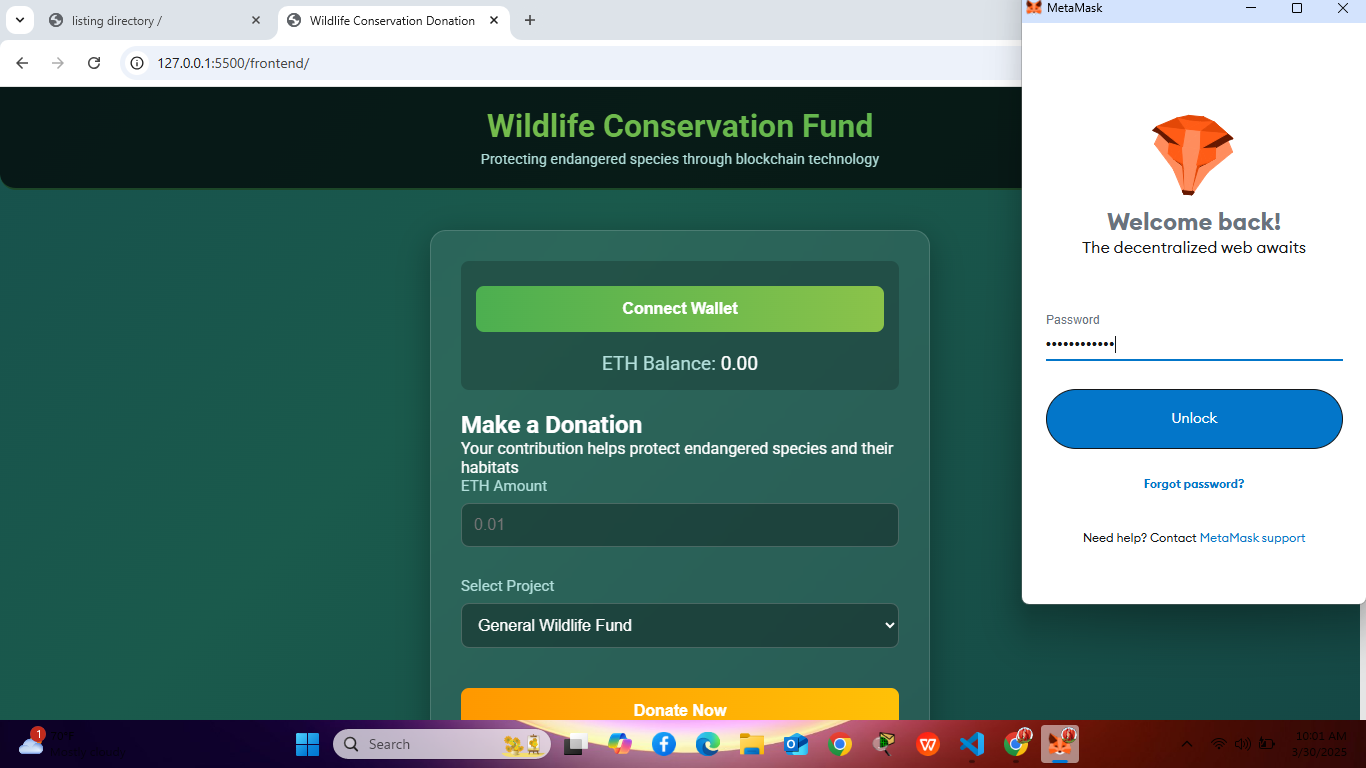 listing directory /
Wildlife Conservation Donation
127.0.0.1:5500/frontend/
Wildlife Conservation Fund
Protecting endangered species through blockchain technology
Connect Wallet
ETH Balance: 0.00
Make a Donation
Your contribution helps protect endangered species and their
habitats
ETH Amount
0.01
Select Project
General Wildlife Fund
Donate Now
MetaMask
Welcome back!
The decentralized web awaits
Password
••••••••••••
Unlock
Forgot password?
Need help? Contact MetaMask support
1
Search
10:01 AM
3/30/2025